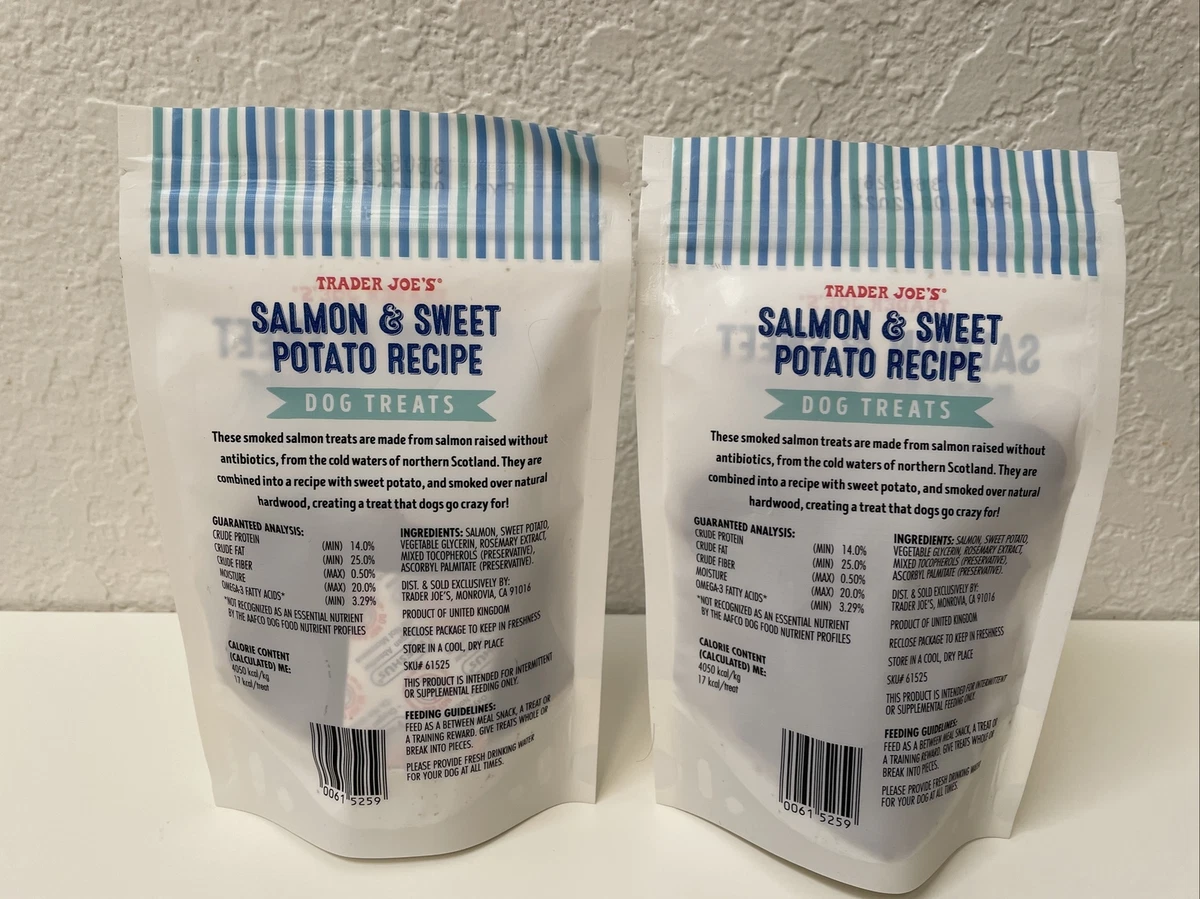 TRADER JOE'S®
SALMON & SWEET
POTATO RECIPE
DOG TREATS
These smoked salmon treats are made from salmon raised without
antibiotics, from the cold waters of northern Scotland. They are
combined into a recipe with sweet potato, and smoked over natural
hardwood, creating a treat that dogs go crazy for!
GUARANTEED ANALYSIS:
CRUDE PROTEIN (MIN) 14.0%
CRUDE FAT (MIN) 25.0%
CRUDE FIBER (MAX) 0.50%
MOISTURE (MAX) 20.0%
OMEGA-3 FATTY ACIDS* (MIN) 3.29%
*NOT RECOGNIZED AS AN ESSENTIAL NUTRIENT
BY THE AAFCO DOG FOOD NUTRIENT PROFILES
CALORIE CONTENT
(CALCULATED) ME:
4050 kcal/kg
17 kcal/treat
INGREDIENTS: SALMON, SWEET POTATO,
VEGETABLE GLYCERIN, ROSEMARY EXTRACT,
MIXED TOCOPHEROLS (PRESERVATIVE),
ASCORBYL PALMITATE (PRESERVATIVE).
DIST. & SOLD EXCLUSIVELY BY:
TRADER JOE'S, MONROVIA, CA 91016
PRODUCT OF UNITED KINGDOM
RECLOSE PACKAGE TO KEEP IN FRESHNESS
STORE IN A COOL, DRY PLACE
SKU# 61525
THIS PRODUCT IS INTENDED FOR INTERMITTENT
OR SUPPLEMENTAL FEEDING ONLY.
FEEDING GUIDELINES:
FEED AS A BETWEEN MEAL SNACK, A TREAT OR
A TRAINING REWARD. GIVE TREATS WHOLE OR
BREAK INTO PIECES.
PLEASE PROVIDE FRESH DRINKING WATER
FOR YOUR DOG AT ALL TIMES.
0061 5259
TRADER JOE'S®
SALMON & SWEET
POTATO RECIPE
DOG TREATS
These smoked salmon treats are made from salmon raised without
antibiotics, from the cold waters of northern Scotland. They are
combined into a recipe with sweet potato, and smoked over natural
hardwood, creating a treat that dogs go crazy for!
GUARANTEED ANALYSIS:
CRUDE PROTEIN (MIN) 14.0%
CRUDE FAT (MIN) 25.0%
CRUDE FIBER (MAX) 0.50%
MOISTURE (MAX) 20.0%
OMEGA-3 FATTY ACIDS* (MIN) 3.29%
*NOT RECOGNIZED AS AN ESSENTIAL NUTRIENT
BY THE AAFCO DOG FOOD NUTRIENT PROFILES
CALORIE CONTENT
(CALCULATED) ME:
4050 kcal/kg
17 kcal/treat
INGREDIENTS: SALMON, SWEET POTATO,
VEGETABLE GLYCERIN, ROSEMARY EXTRACT,
MIXED TOCOPHEROLS (PRESERVATIVE),
ASCORBYL PALMITATE (PRESERVATIVE).
DIST. & SOLD EXCLUSIVELY BY:
TRADER JOE'S, MONROVIA, CA 91016
PRODUCT OF UNITED KINGDOM
RECLOSE PACKAGE TO KEEP IN FRESHNESS
STORE IN A COOL, DRY PLACE
SKU# 61525
THIS PRODUCT IS INTENDED FOR INTERMITTENT
OR SUPPLEMENTAL FEEDING ONLY.
FEEDING GUIDELINES:
FEED AS A BETWEEN MEAL SNACK, A TREAT OR
A TRAINING REWARD. GIVE TREATS WHOLE OR
BREAK INTO PIECES.
PLEASE PROVIDE FRESH DRINKING WATER
FOR YOUR DOG AT ALL TIMES.
0061 5259